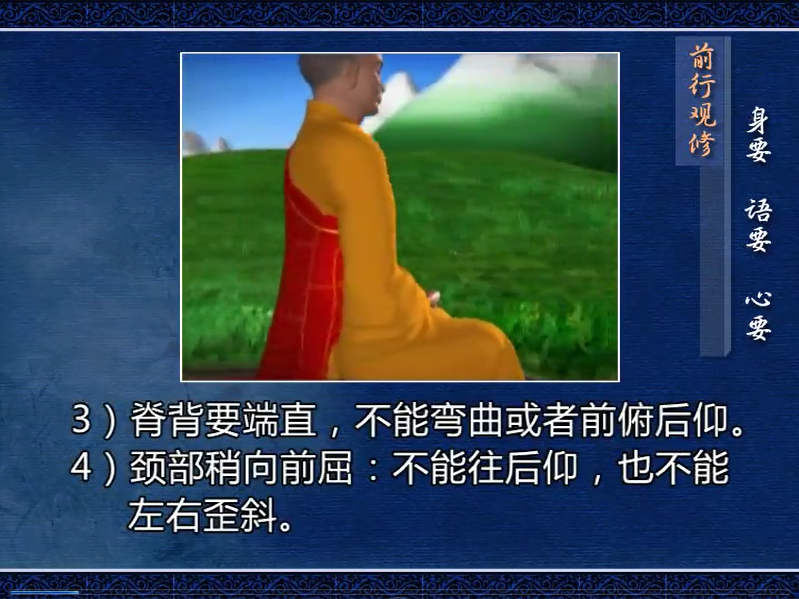 前行观修
身要 语要 心要
3）脊背要端直，不能弯曲或者前俯后仰。
4）颈部稍向前屈：不能往后仰，也不能
左右歪斜。